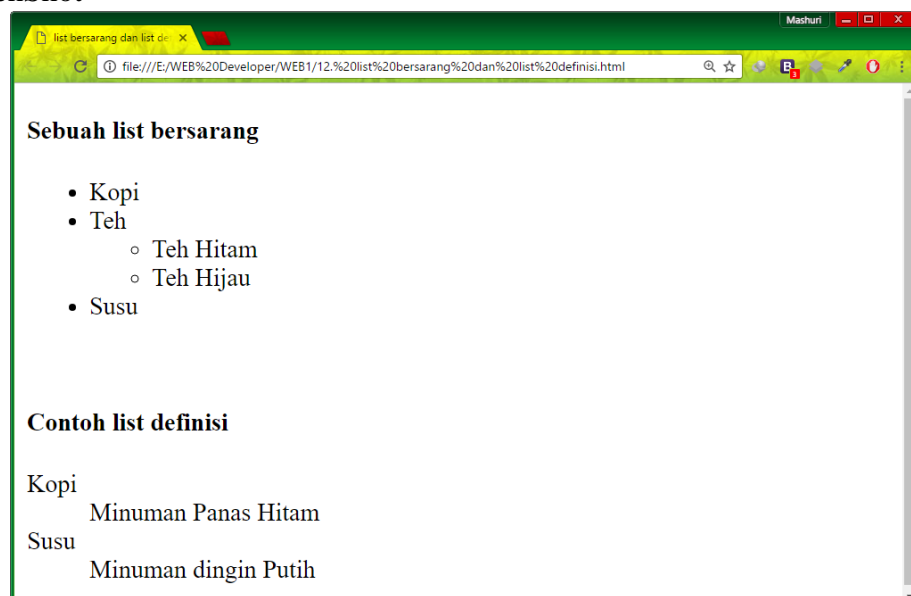 Mashuri
list bersarang dan list de
file:///E:/WEB%20Developer/WEB1/12.%20list%20bersarang%20dan%20list%20definisi.html
B
3
Sebuah list bersarang
Kopi
Teh
Teh Hitam
Teh Hijau
Susu
Contoh list definisi
Kopi
Minuman Panas Hitam
Susu
Minuman dingin Putih